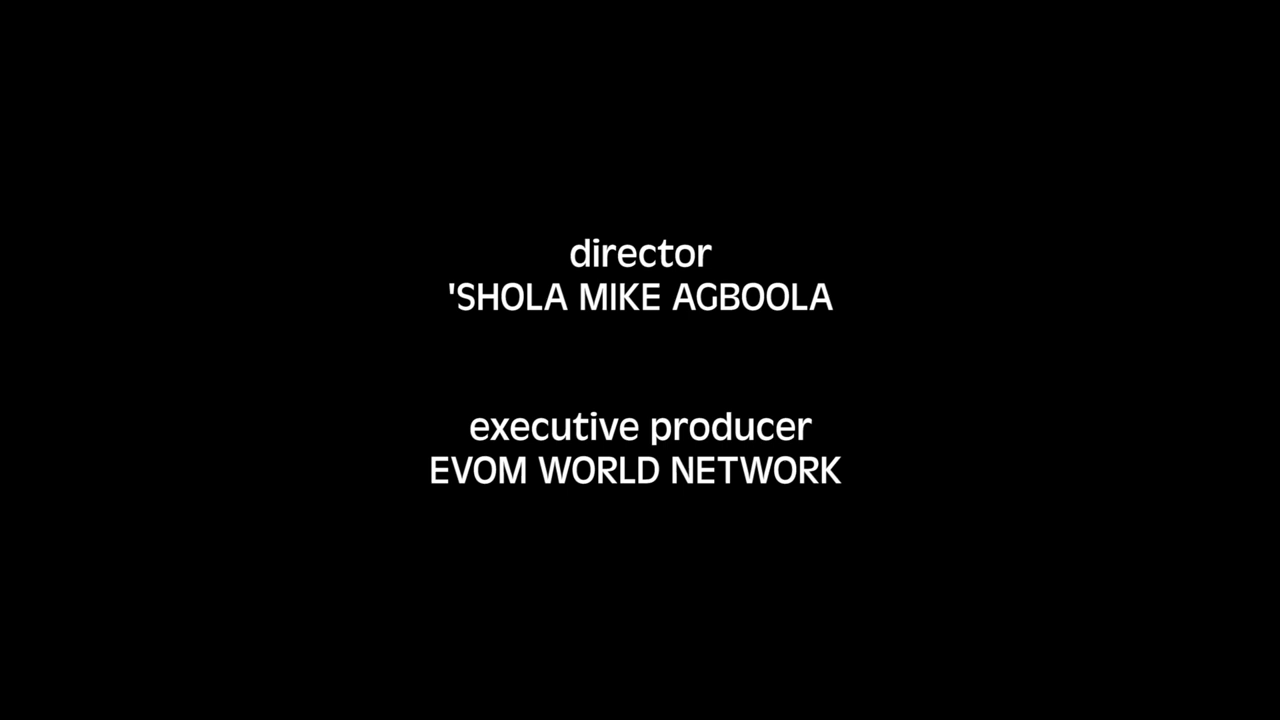 director
'SHOLA MIKE AGBOOLA
executive producer
EVOM WORLD NETWORK